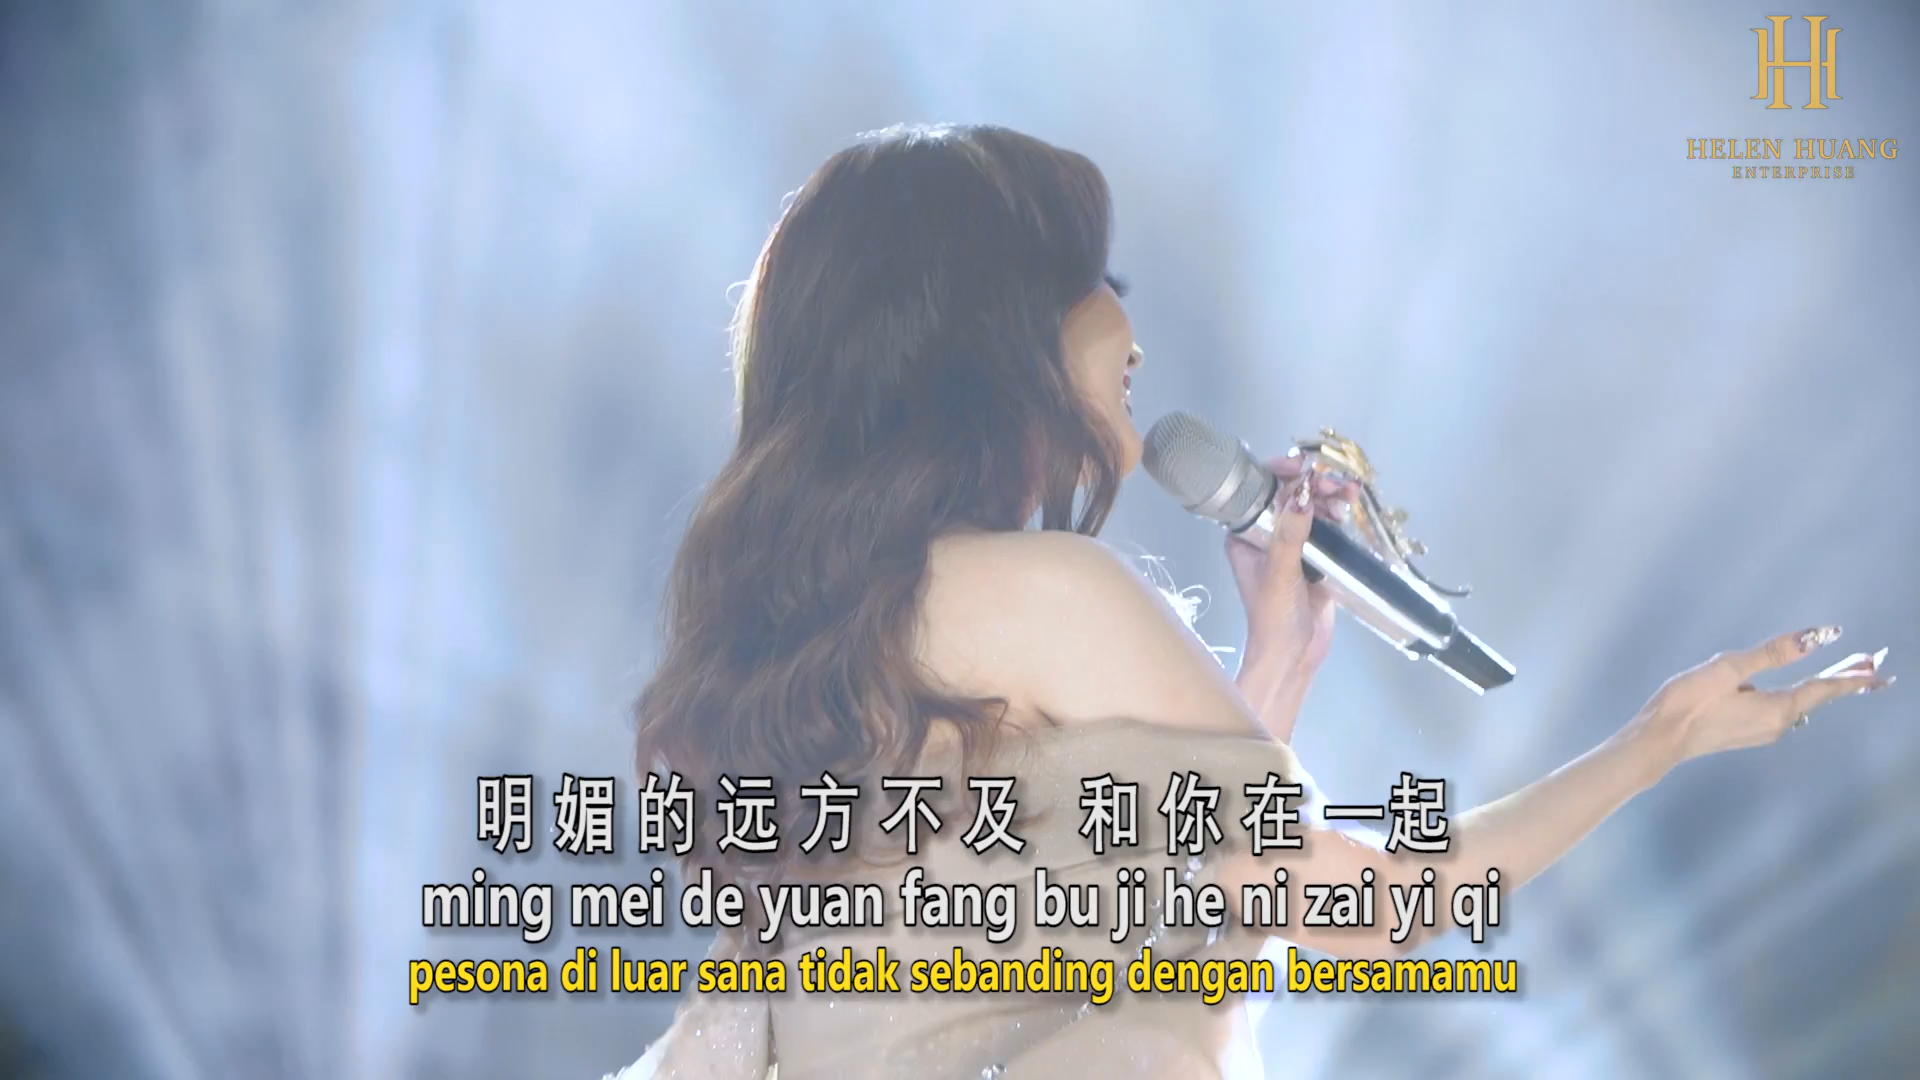 HH
HELEN HUANG
ENTERPRISE
明媚的远方不及 和你在一起
ming mei de yuan fang bu ji he ni zai yi qi
pesona di luar sana tidak sebanding dengan bersamamu